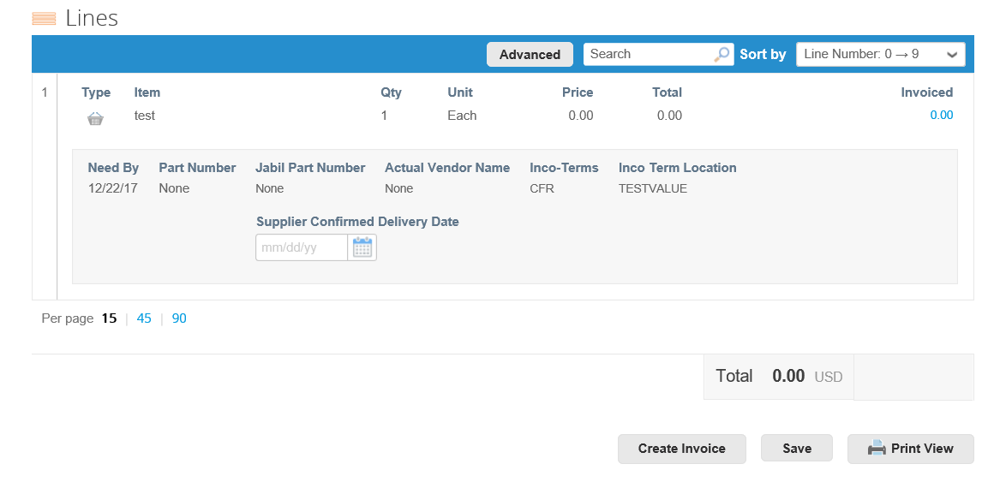 Lines
Advanced Search Sort by Line Number: 0 → 9
1 Type Item Qty Unit Price Total Invoiced
test 1 Each 0.00 0.00 0.00
Need By Part Number Jabil Part Number Actual Vendor Name Inco-Terms Inco Term Location
12/22/17 None None None CFR TESTVALUE
Supplier Confirmed Delivery Date
mm/dd/yy
Per page 15 | 45 | 90
Total 0.00 USD
Create Invoice Save Print View